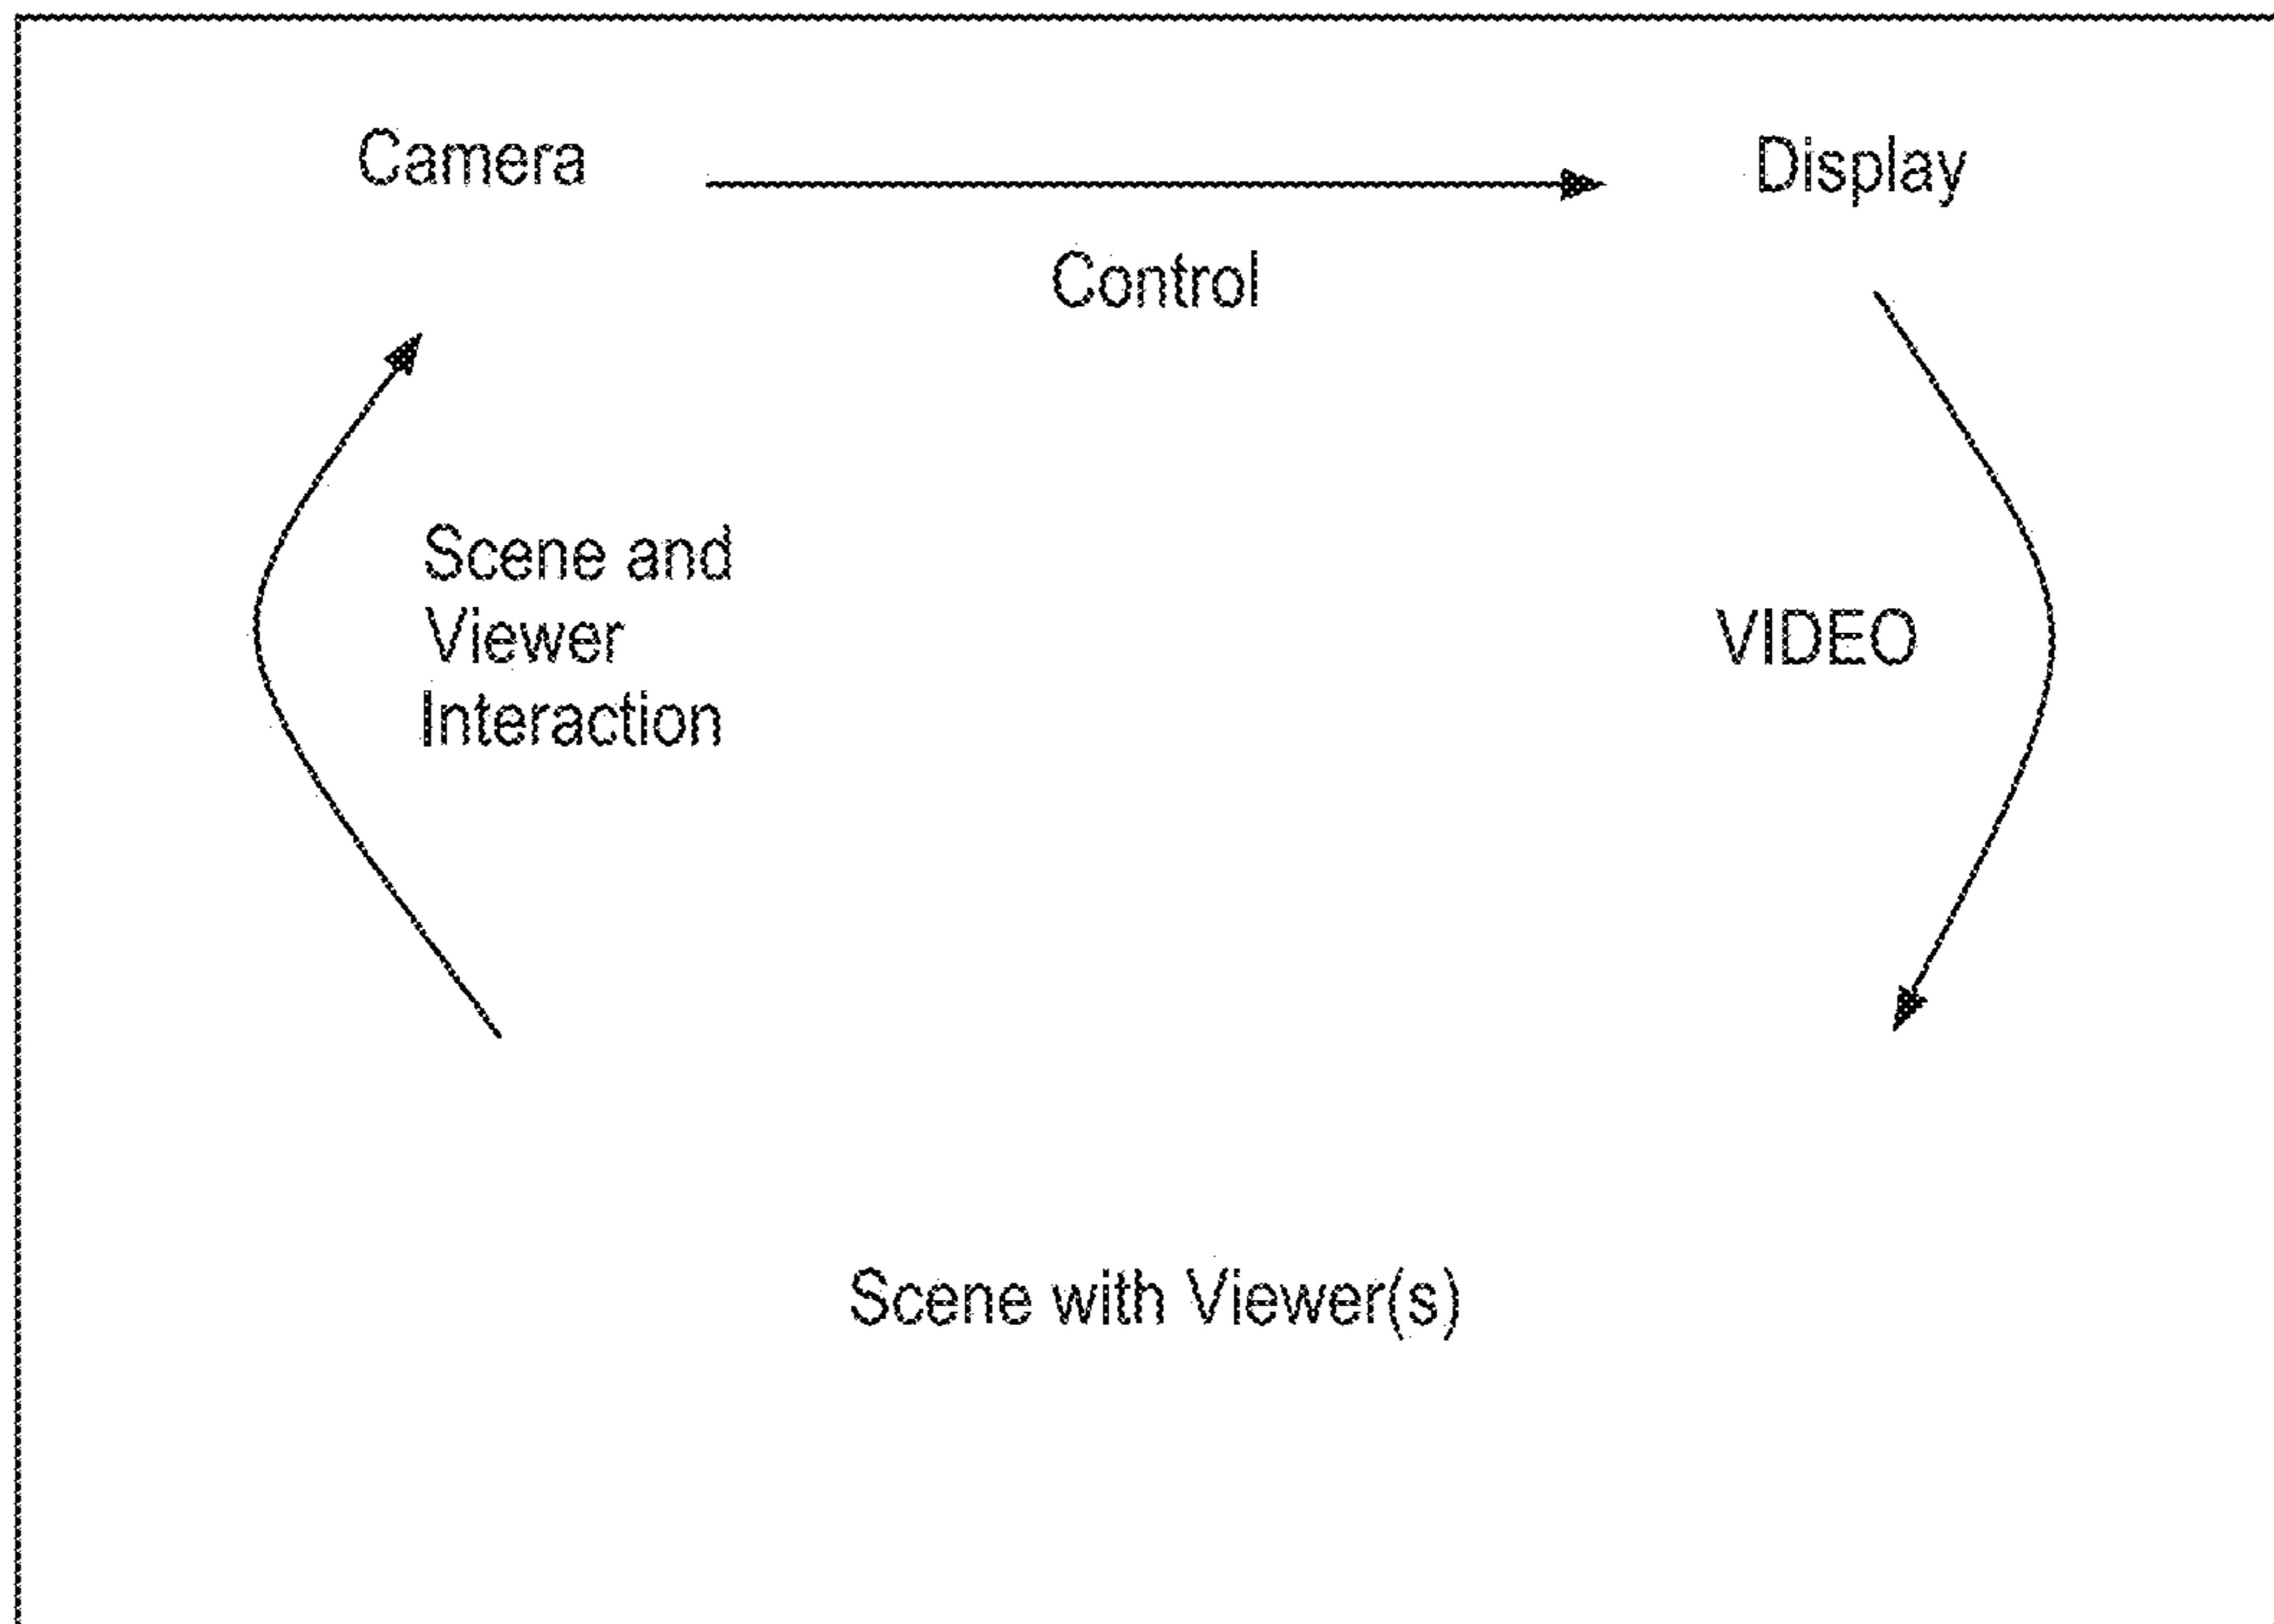 Camera
Display
Control
Scene and
Viewer
Interaction
VIDEO
Scene with Viewer(s)